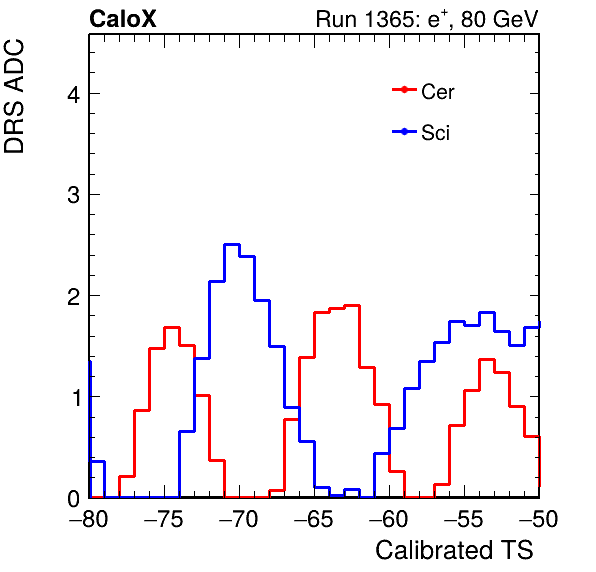 CaloX Run 1365: e⁺, 80 GeV
DRS ADC
4
3
2
1
0
Cer
Sci
−80 −75 −70 −65 −60 −55 −50
Calibrated TS